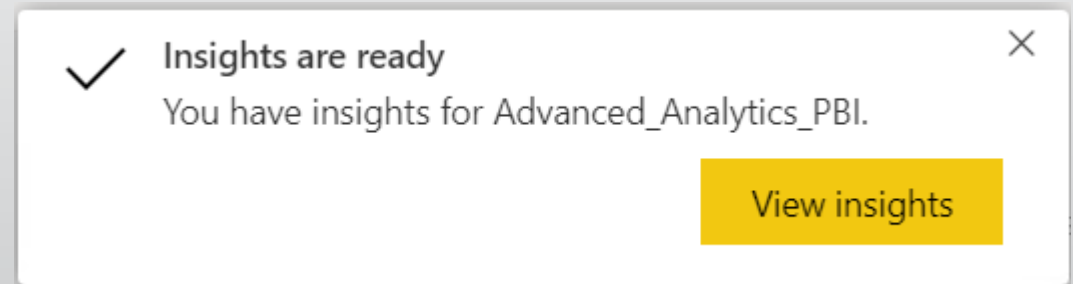 Insights are ready
You have insights for Advanced_Analytics_PBI.
View insights